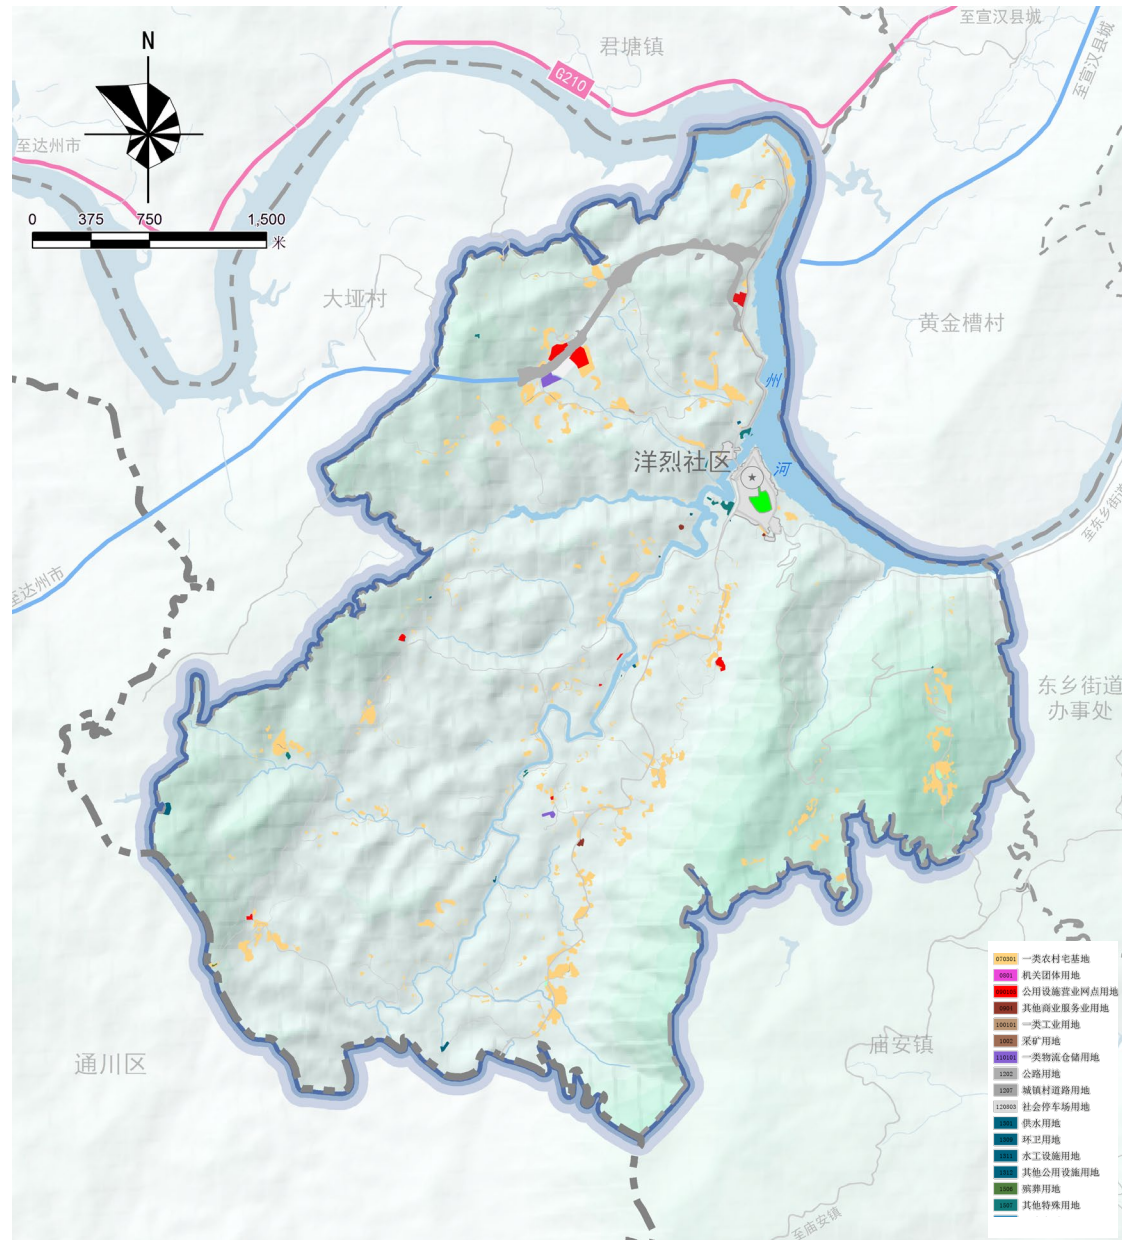 至宣汉县城
君塘镇
N
G210
至宣汉县城
至达州市
0 375 750 1,500
米
大垭村
黄金槽村
州
洋烈社区
河
至东乡街道
至达州市
东乡街道
办事处
通川区
庙安镇
至庙安镇
070301 一类农村宅基地
0801 机关团体用地
公用设施营业网点用地
0904 其他商业服务业用地
100101 一类工业用地
1002 采矿用地
110101 一类物流仓储用地
1202 公路用地
1207 城镇村道路用地
120803 社会停车场用地
1301 供水用地
1309 环卫用地
1311 水工设施用地
1312 其他公用设施用地
1506 殡葬用地
1507 其他特殊用地